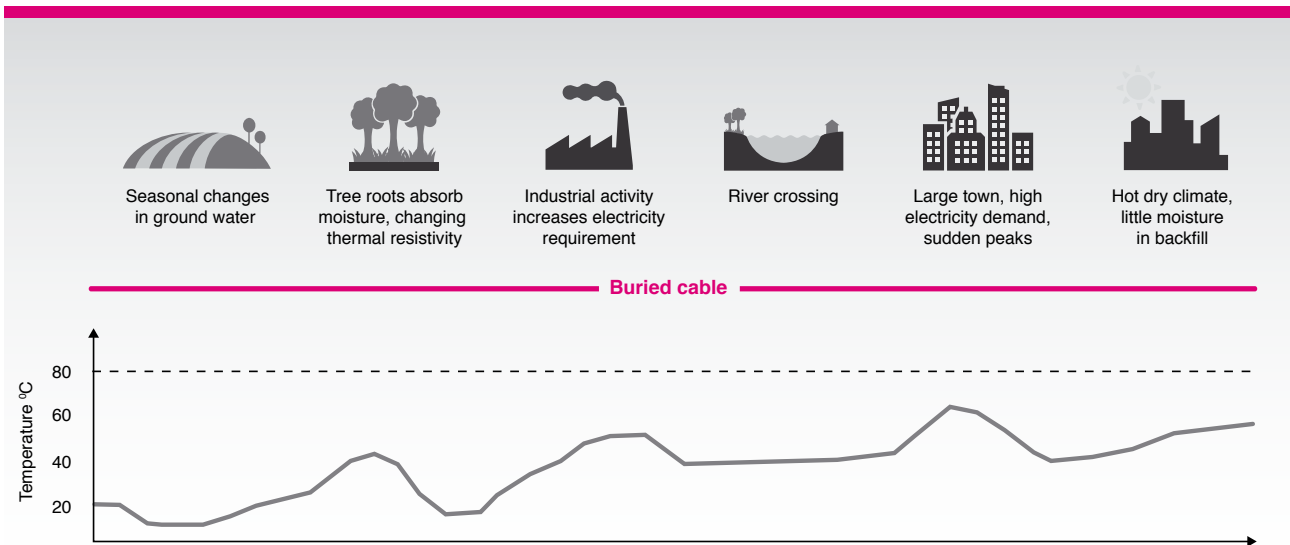 Seasonal changes
in ground water
Tree roots absorb
moisture, changing
thermal resistivity
Industrial activity
increases electricity
requirement
River crossing
Large town, high
electricity demand,
sudden peaks
Hot dry climate,
little moisture
in backfill
Buried cable
Temperature ⁰C
80
60
40
20